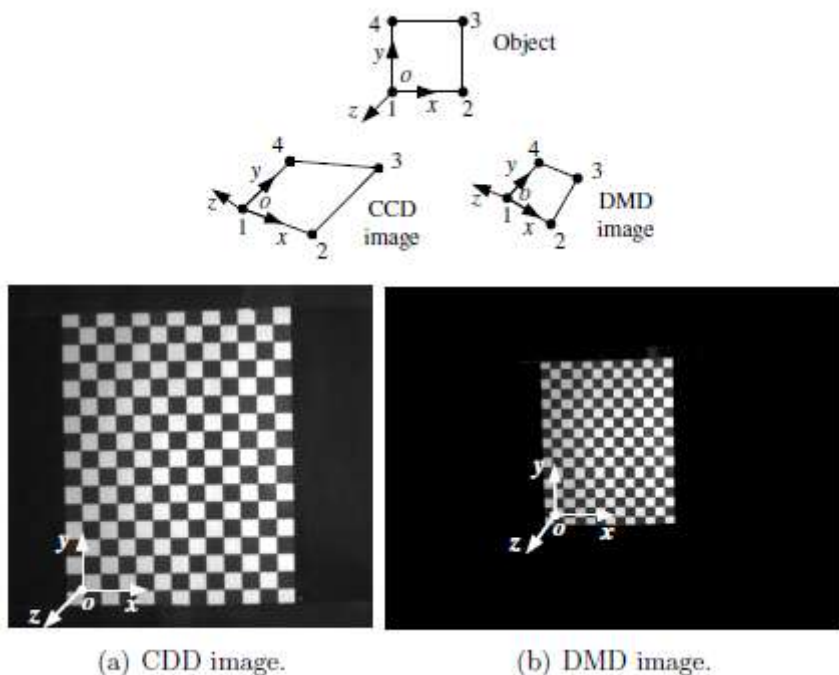 4 3
Object
y
o
z 1 x 2
4
y 3
z o
1 x
CCD
image
2
4
y 3
z o
1 x
DMD
image
2
y
o x
z
y
o x
z
(a) CDD image.
(b) DMD image.